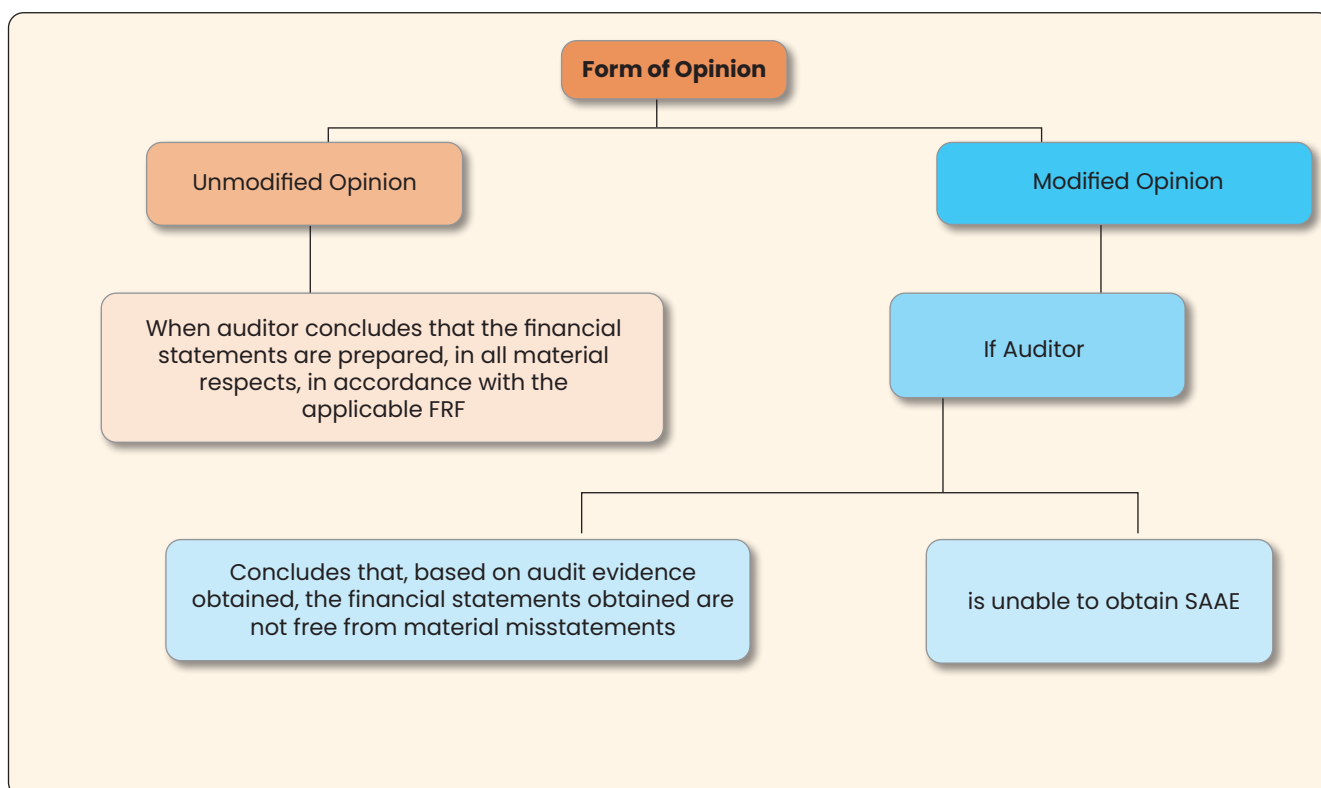 Form of Opinion
Unmodified Opinion
Modified Opinion
When auditor concludes that the financial
statements are prepared, in all material
respects, in accordance with the
applicable FRF
If Auditor
Concludes that, based on audit evidence
obtained, the financial statements obtained are
not free from material misstatements
is unable to obtain SAAE